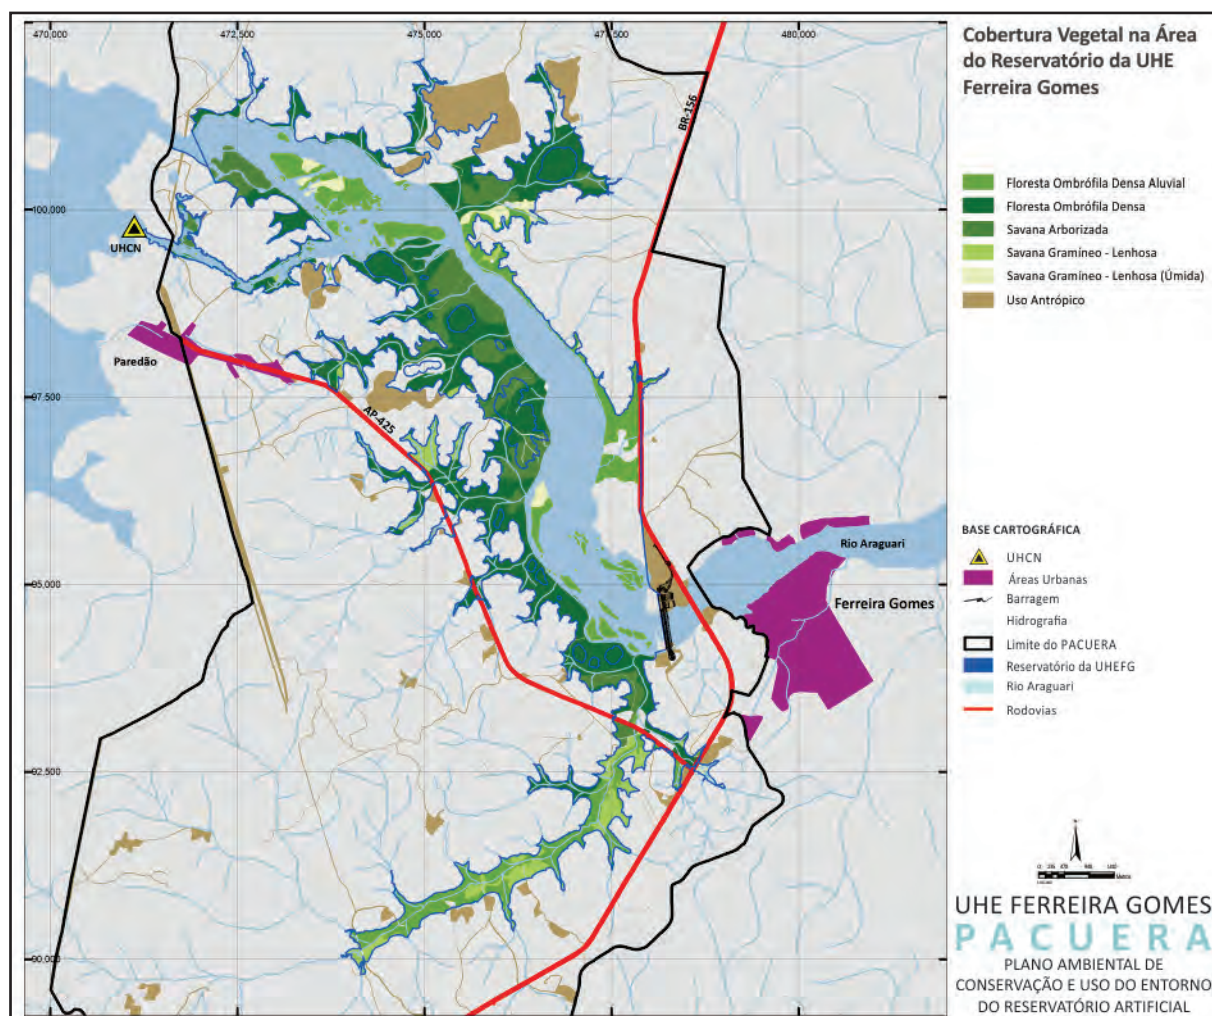 470,000
472,500
475,000
477,500
480,000
100,000
97,500
95,000
92,500
90,000
BR-156
UHCN
Paredão
AP-425
Rio Araguari
Ferreira Gomes
Cobertura Vegetal na Área
do Reservatório da UHE
Ferreira Gomes
Floresta Ombrófila Densa Aluvial
Floresta Ombrófila Densa
Savana Arborizada
Savana Gramíneo - Lenhosa
Savana Gramíneo - Lenhosa (Úmida)
Uso Antrópico
BASE CARTOGRÁFICA
UHCN
Áreas Urbanas
Barragem
Hidrografia
Limite do PACUERA
Reservatório da UHEFG
Rio Araguari
Rodovias
UHE FERREIRA GOMES
PACUERA
PLANO AMBIENTAL DE
CONSERVAÇÃO E USO DO ENTORNO
DO RESERVATÓRIO ARTIFICIAL